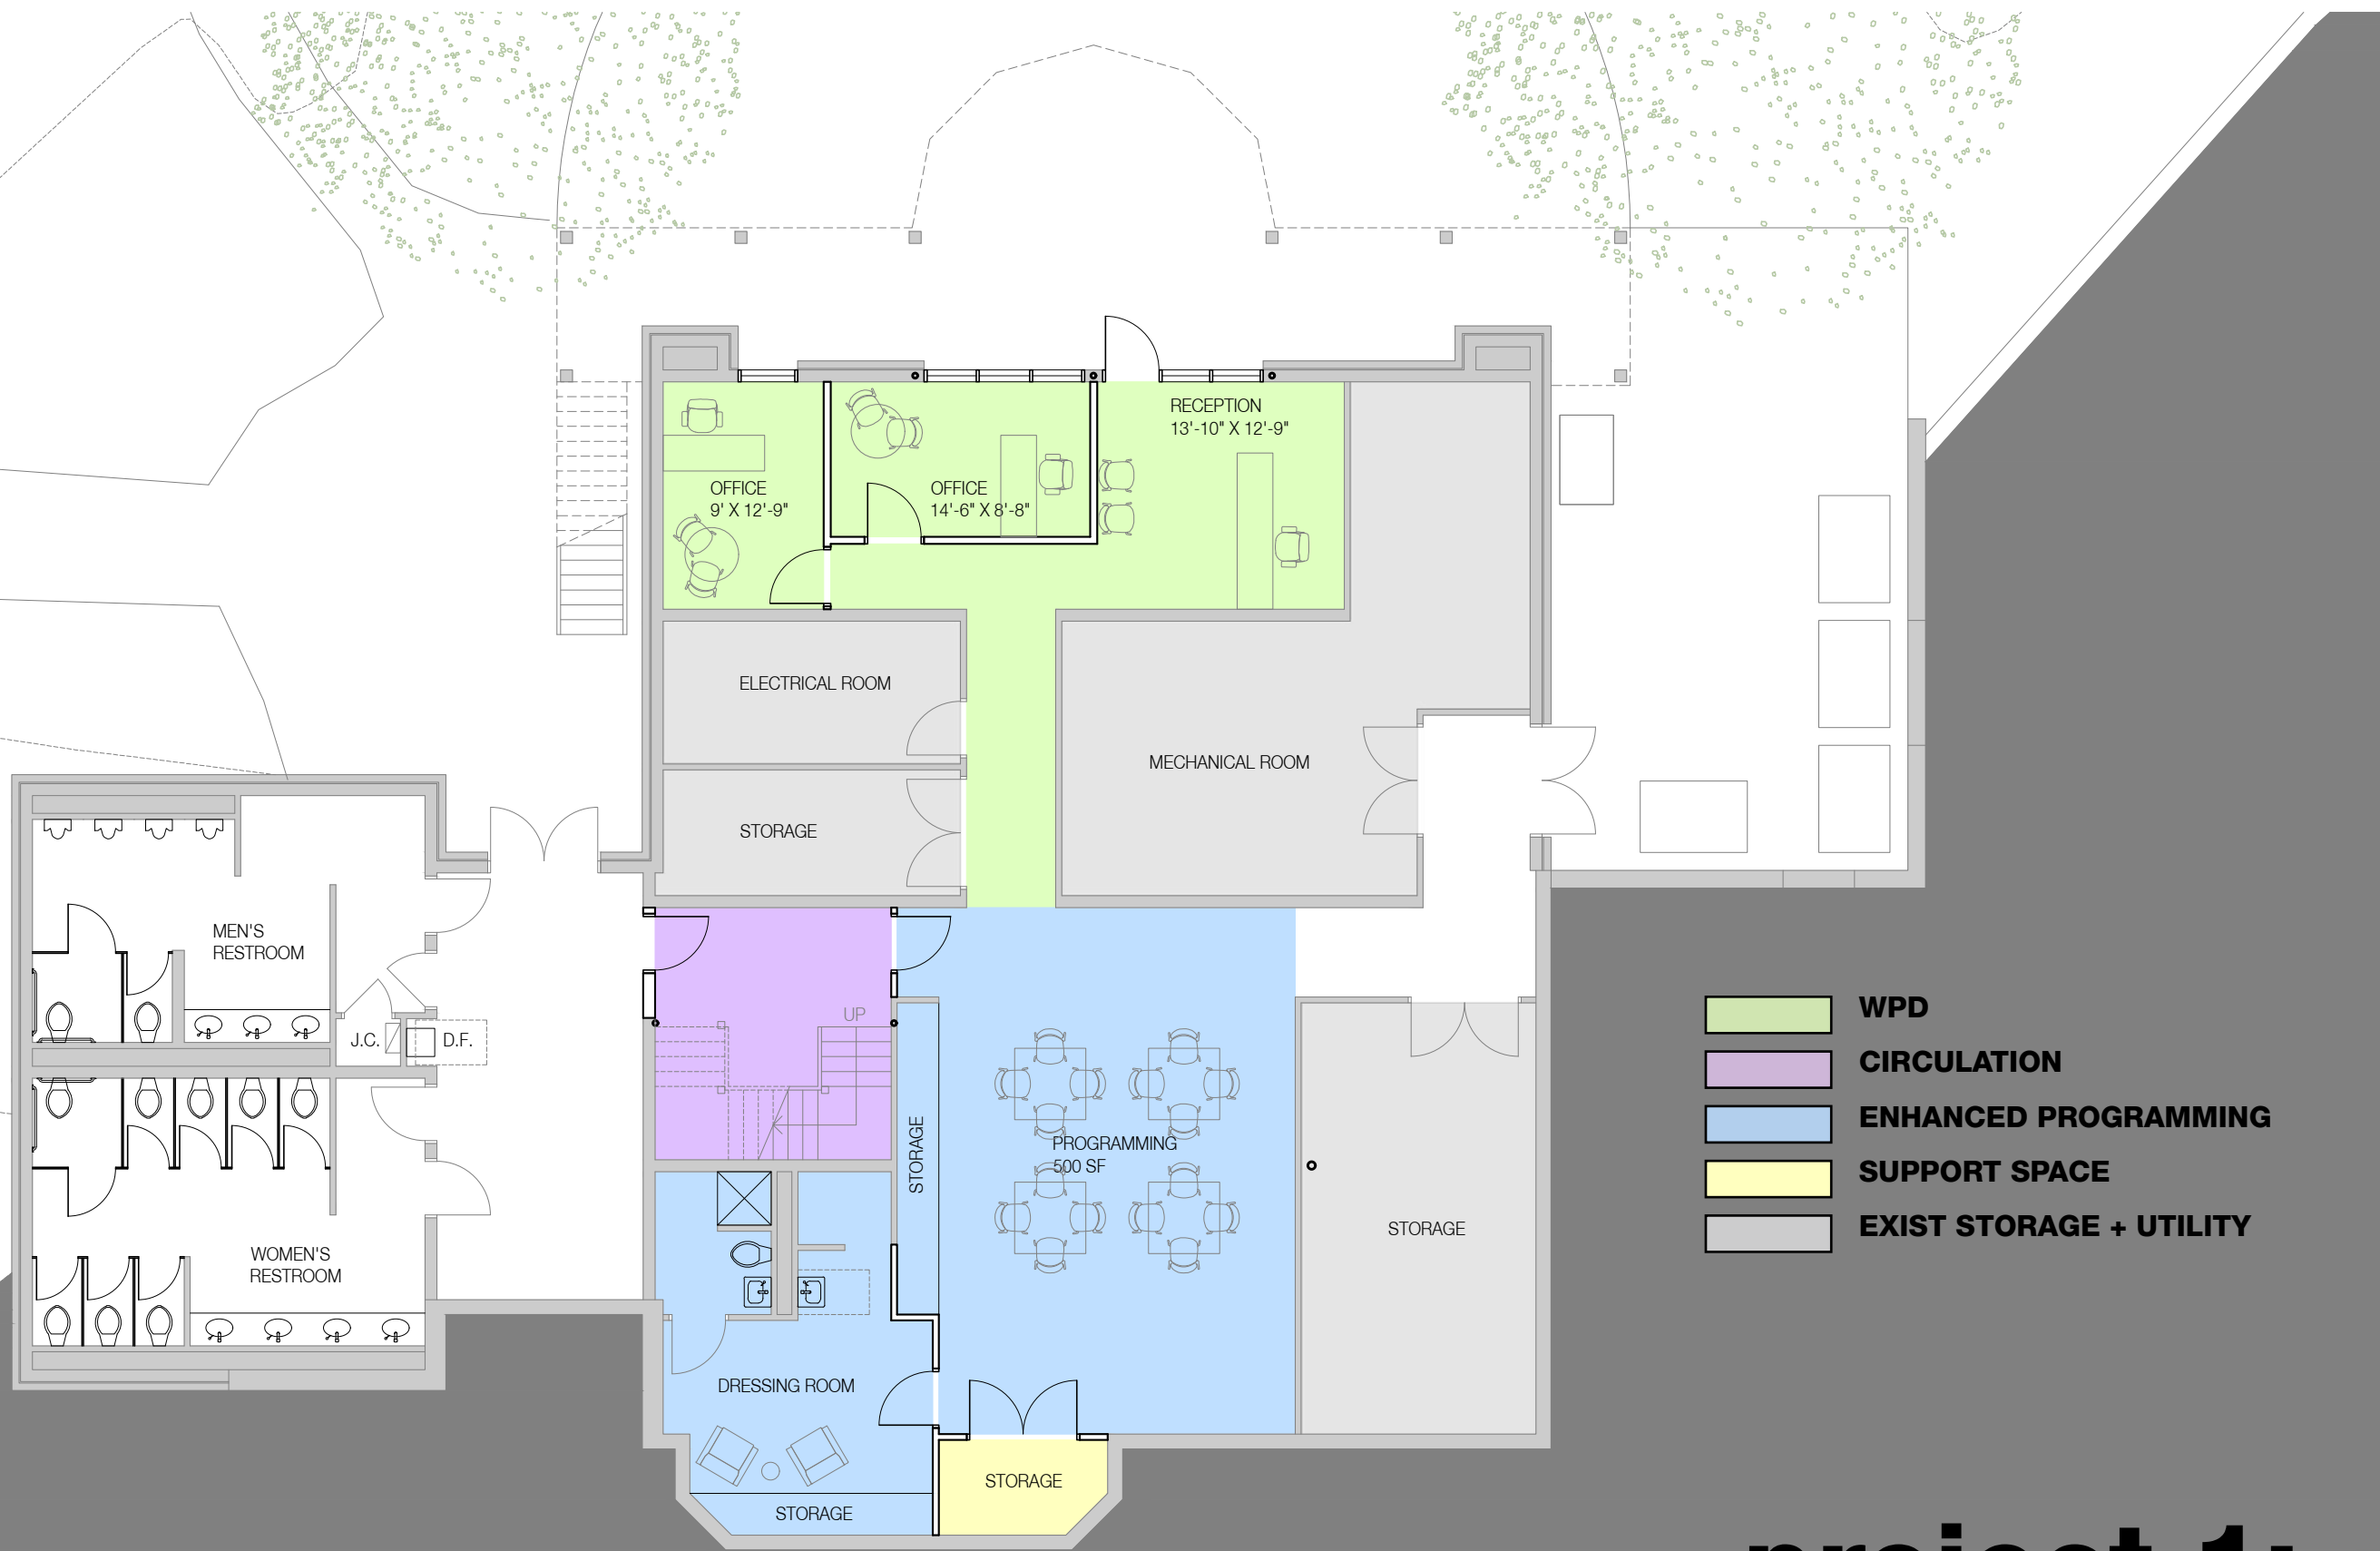 RECEPTION
13'-10" X 12'-9"
OFFICE
9' X 12'-9"
OFFICE
14'-6" X 8'-8"
ELECTRICAL ROOM
MECHANICAL ROOM
STORAGE
MEN'S
RESTROOM
UP
J.C.
D.F.
STORAGE
PROGRAMMING
500 SF
STORAGE
WOMEN'S
RESTROOM
DRESSING ROOM
STORAGE
STORAGE
WPD
CIRCULATION
ENHANCED PROGRAMMING
SUPPORT SPACE
EXIST STORAGE + UTILITY
project 1: